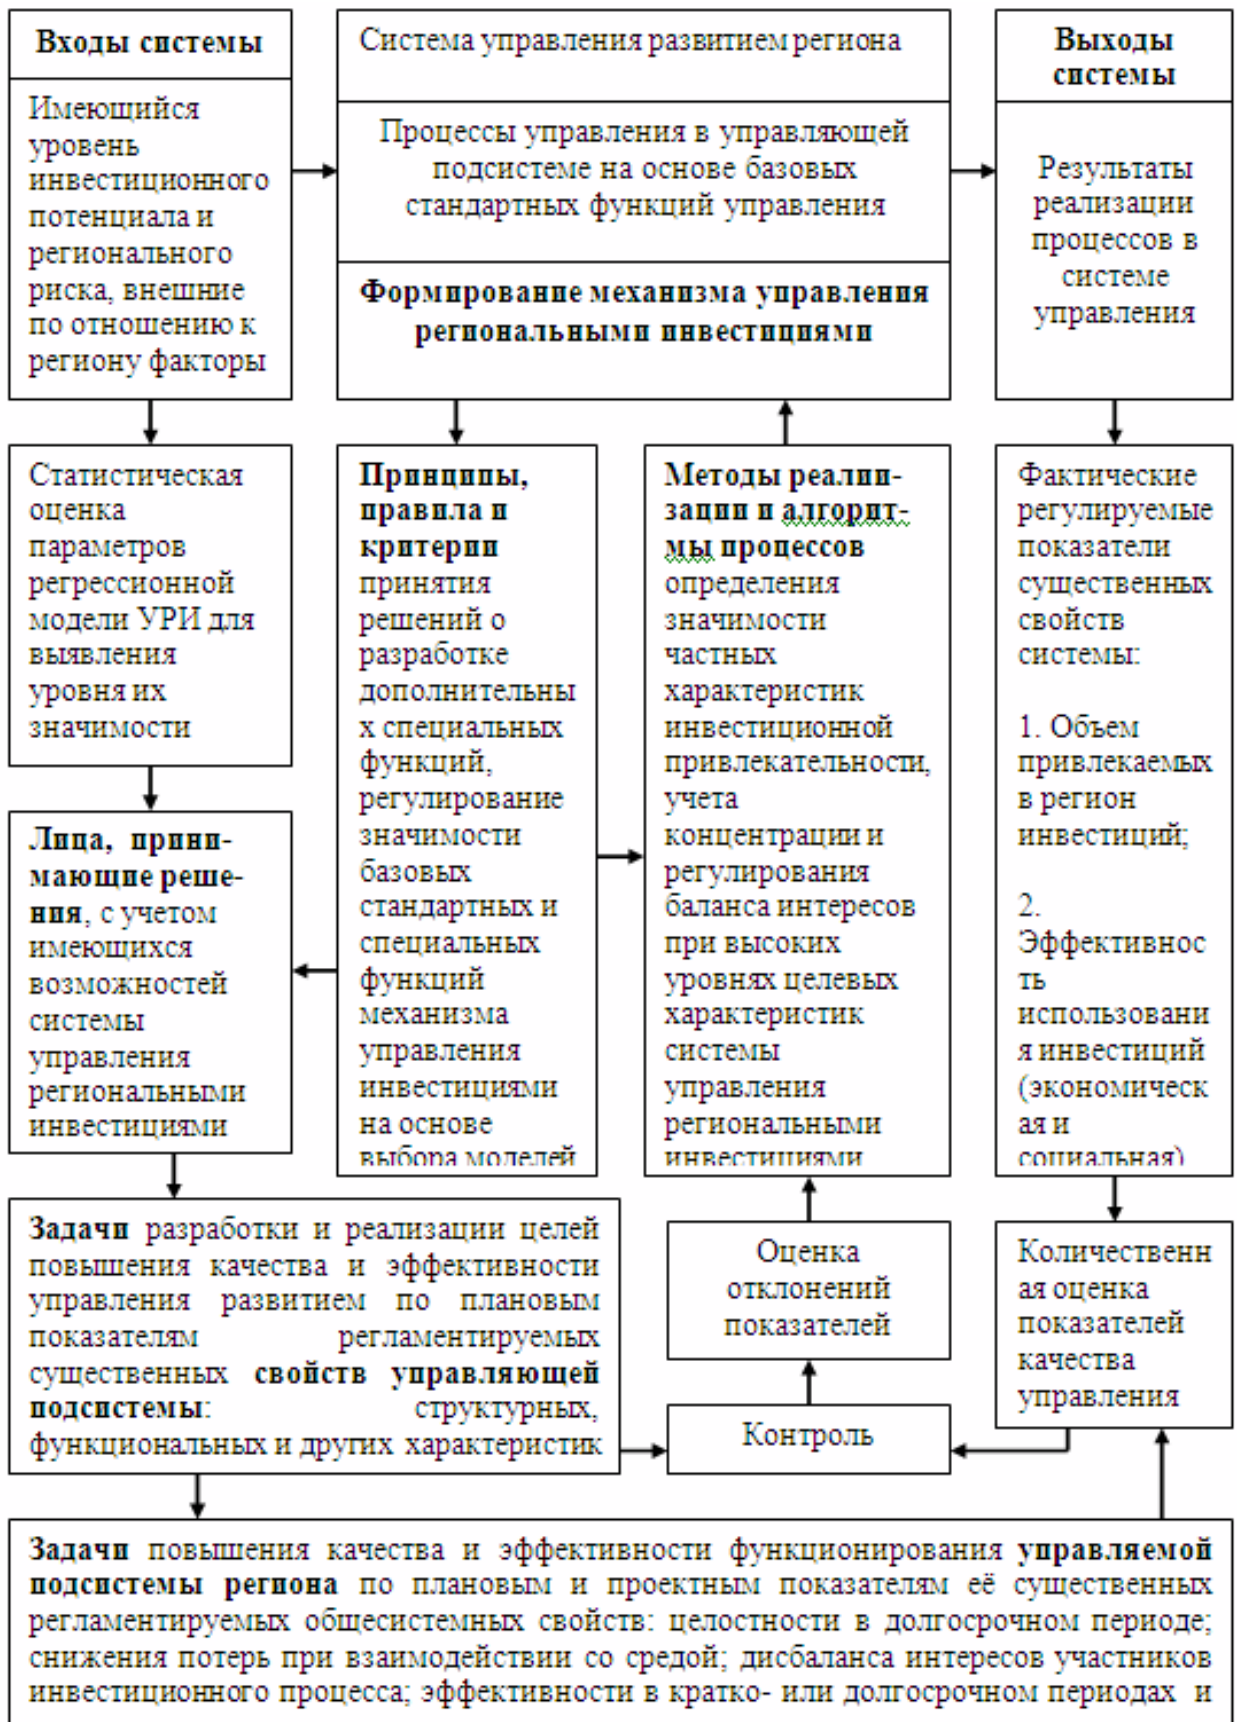 Входы системы
Имеющийся
уровень
инвестиционного
потенциала и
регионального
риска, внешние
по отношению к
региону факторы
Система управления развитием региона
Процессы управления в управляющей
подсистеме на основе базовых
стандартных функций управления
Формирование механизма управления
региональными инвестициями
Выходы
системы
Результаты
реализации
процессов в
системе
управления
Статистическая
оценка
параметров
регрессионной
модели УРИ для
выявления
уровня их
значимости
Лица, прини-
мающие реше-
ния, с учетом
имеющихся
возможностей
системы
управления
региональными
инвестициями
Принципы,
правила и
критерии
принятия
решений о
разработке
дополнительны
х специальных
функций,
регулирование
значимости
базовых
стандартных и
специальных
функций
механизма
управления
инвестициями
на основе
выбора моделей
Методы реали-
зации и алгорит-
мы процессов
определения
значимости
частных
характеристик
инвестиционной
привлекательности,
учета
концентрации и
регулирования
баланса интересов
при высоких
уровнях целевых
характеристик
системы
управления
региональными
инвестициями
Фактические
регулируемые
показатели
существенных
свойств
системы:
1. Объем
привлекаемых
в регион
инвестиций;
2.
Эффективнос
ть
использовани
я инвестиций
(экономическ
ая и
социальная)
Задачи разработки и реализации целей
повышения качества и эффективности
управления развитием по плановым
показателям регламентируемых
существенных свойств управляющей
подсистемы: структурных,
функциональных и других характеристик
Оценка
отклонений
показателей
Контроль
Количественн
ая оценка
показателей
качества
управления
Задачи повышения качества и эффективности функционирования управляемой
подсистемы региона по плановым и проектным показателям её существенных
регламентируемых общесистемных свойств: целостности в долгосрочном периоде;
снижения потерь при взаимодействии со средой; дисбаланса интересов участников
инвестиционного процесса; эффективности в кратко- или долгосрочном периодах и